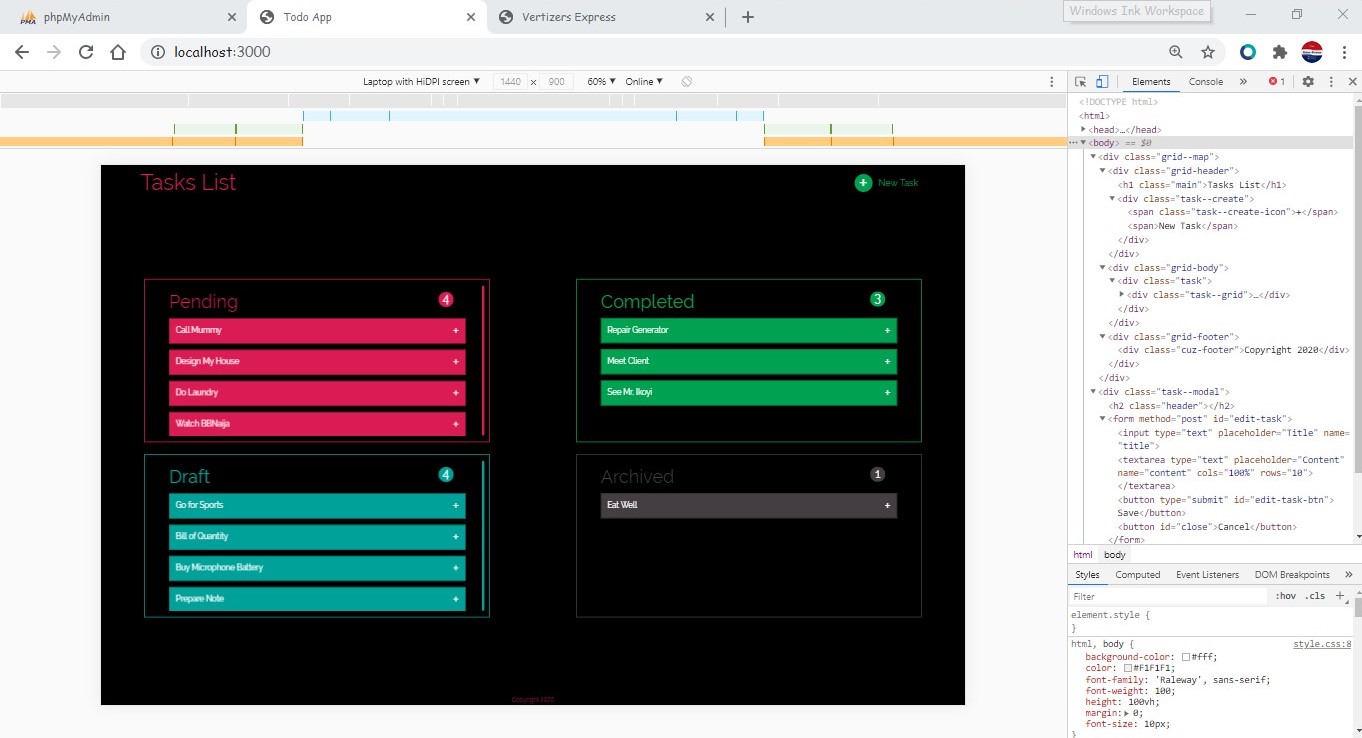 phpMyAdmin
Todo App
Vertizers Express
Windows Ink Workspace
localhost:3000
Laptop with HiDPI screen ▼ 1440 x 900 60% ▼ Online ▼
Elements Console » 1
Tasks List
+ New Task
Pending 4
Call Mummy +
Design My House +
Do Laundry +
Watch BBNaija +
Completed 3
Repair Generator +
Meet Client +
See Mr. Ikoyi +
Draft 4
Go for Sports +
Bill of Quantity +
Buy Microphone Battery +
Prepare Note +
Archived 1
Eat Well +
Copyright 2020
<!DOCTYPE html>
<html>
<head>…</head>
<body> == $0
<div class="grid--map">
<div class="grid-header">
<h1 class="main">Tasks List</h1>
<div class="task--create">
<span class="task--create-icon">+</span>
<span>New Task</span>
</div>
</div>
<div class="grid-body">
<div class="task">
<div class="task--grid">…</div>
</div>
</div>
<div class="grid-footer">
<div class="cuz-footer">Copyright 2020</div>
</div>
</div>
<div class="task--modal">
<h2 class="header"></h2>
<form method="post" id="edit-task">
<input type="text" placeholder="Title" name=
"title">
<textarea type="text" placeholder="Content"
name="content" cols="100%" rows="10">
</textarea>
<button type="submit" id="edit-task-btn">
Save</button>
<button id="close">Cancel</button>
</form>
html body
Styles Computed Event Listeners DOM Breakpoints »
Filter :hov .cls +
element.style {
}
html, body { style.css:8
background-color: #fff;
color: #F1F1F1;
font-family: 'Raleway', sans-serif;
font-weight: 100;
height: 100vh;
margin: 0;
font-size: 10px;
}